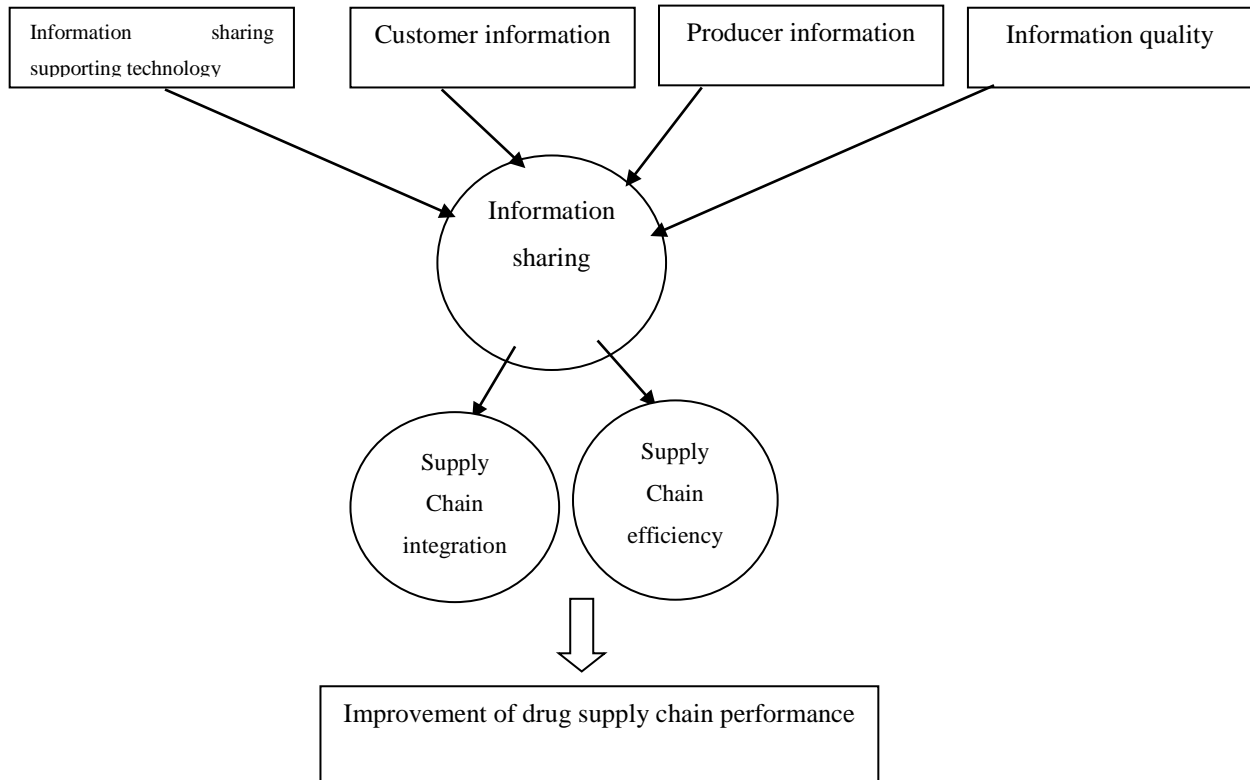 Information sharing
supporting technology
Customer information
Producer information
Information quality
Information
sharing
Supply
Chain
integration
Supply
Chain
efficiency
Improvement of drug supply chain performance